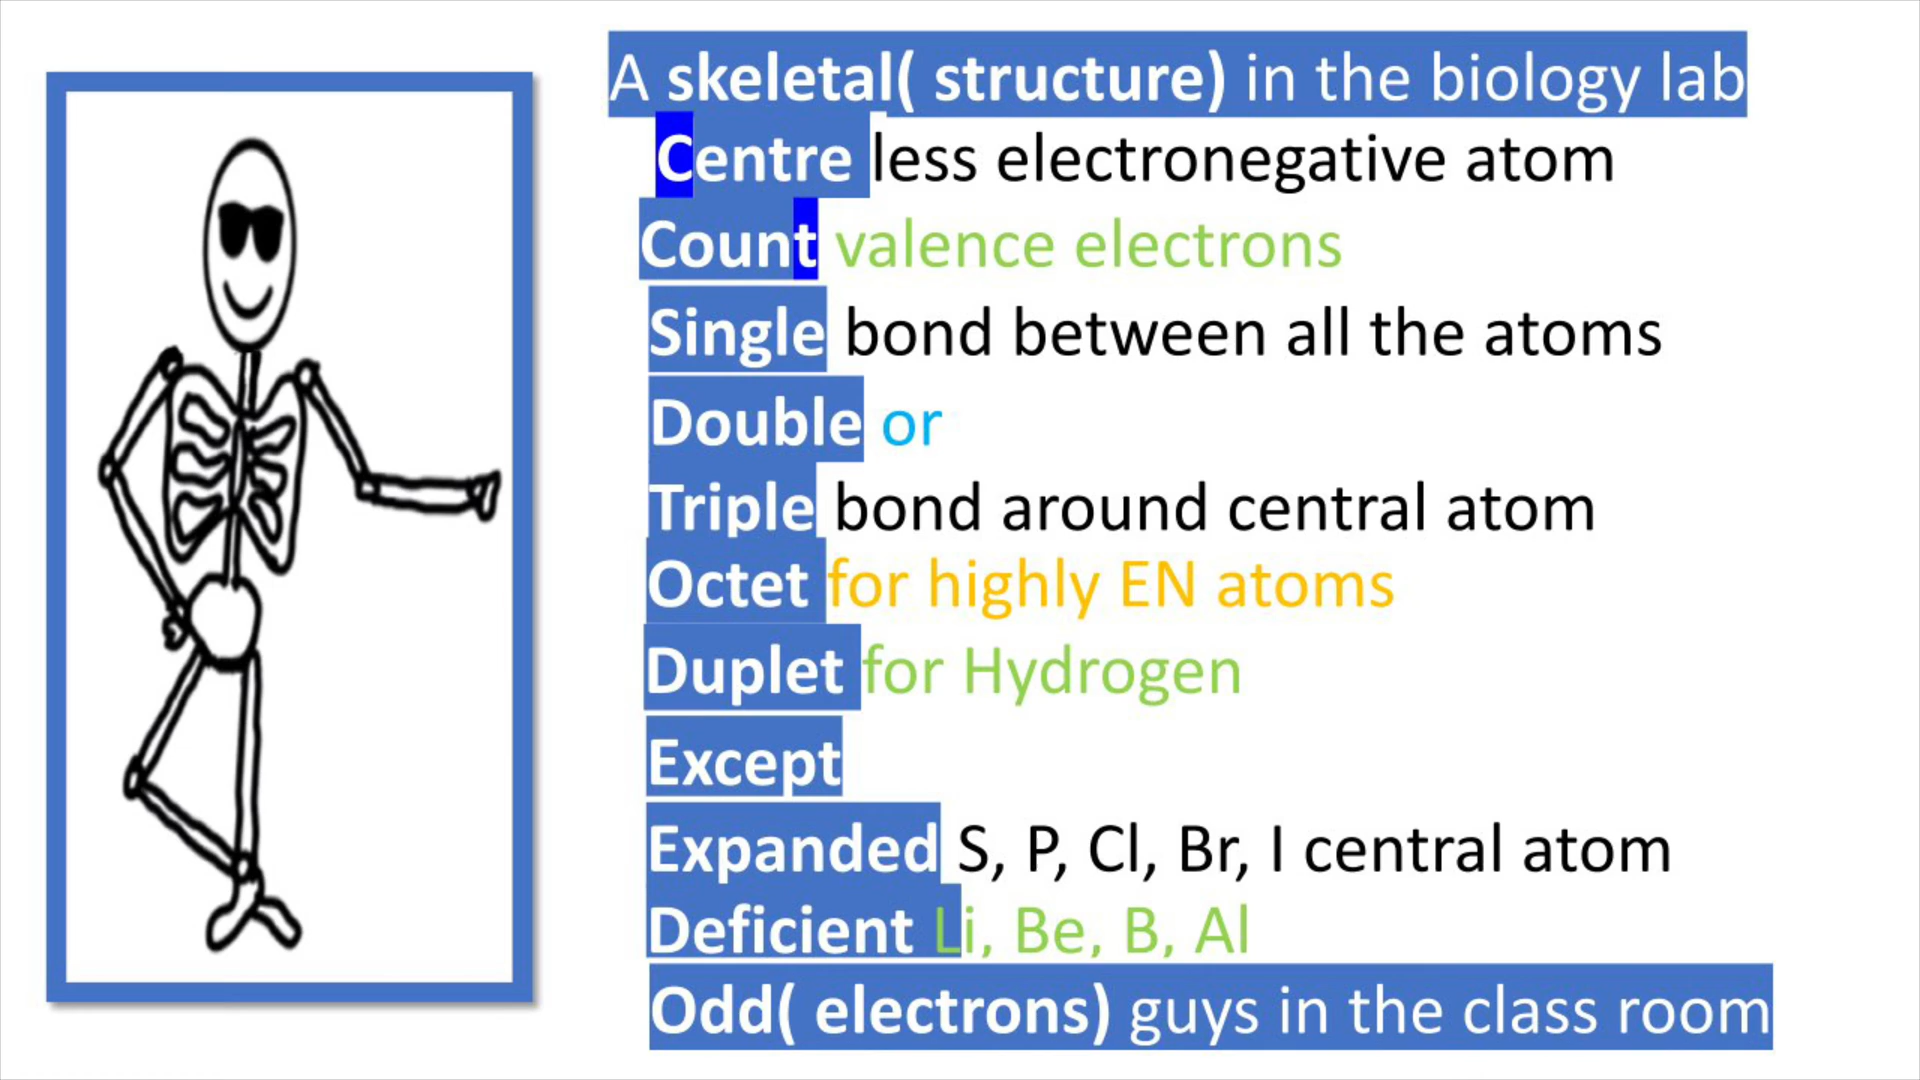 A skeletal( structure) in the biology lab
Centre less electronegative atom
Count valence electrons
Single bond between all the atoms
Double or
Triple bond around central atom
Octet for highly EN atoms
Duplet for Hydrogen
Except
Expanded S, P, Cl, Br, I central atom
Deficient Li, Be, B, Al
Odd( electrons) guys in the class room